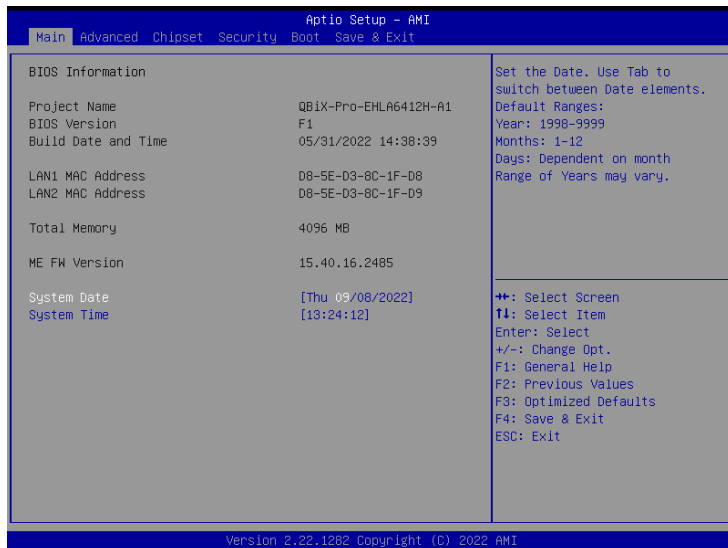 Aptio Setup – AMI
Main Advanced Chipset Security Boot Save & Exit
BIOS Information
Project Name QBiX-Pro-EHLA6412H-A1
BIOS Version F1
Build Date and Time 05/31/2022 14:38:39
LAN1 MAC Address D8-5E-D3-8C-1F-D8
LAN2 MAC Address D8-5E-D3-8C-1F-D9
Total Memory 4096 MB
ME FW Version 15.40.16.2485
System Date [Thu 09/08/2022]
System Time [13:24:12]
Set the Date. Use Tab to
switch between Date elements.
Default Ranges:
Year: 1998-9999
Months: 1-12
Days: Dependent on month
Range of Years may vary.
→←: Select Screen
↑↓: Select Item
Enter: Select
+/-: Change Opt.
F1: General Help
F2: Previous Values
F3: Optimized Defaults
F4: Save & Exit
ESC: Exit
Version 2.22.1282 Copyright (C) 2022 AMI